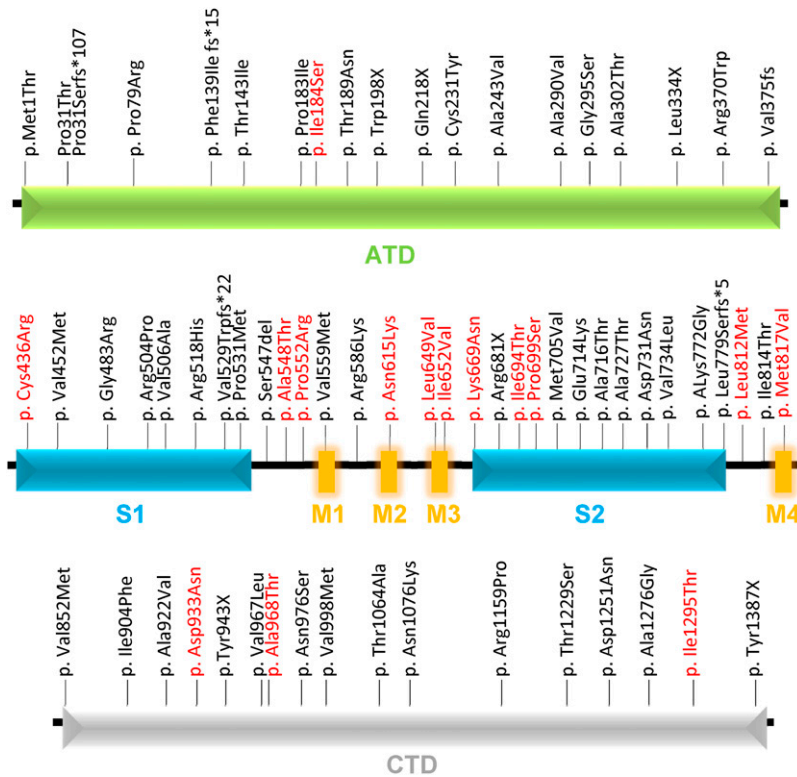 p.Met1Thr
Pro31Thr
Pro31Serfs*107
p. Pro79Arg
p. Phe139Ile fs*15
p. Thr143Ile
p. Pro183Ile
p. Ile184Ser
p. Thr189Asn
p. Trp198X
p. Gln218X
p. Cys231Tyr
p. Ala243Val
p. Ala290Val
p. Gly295Ser
p. Ala302Thr
p. Leu334X
p. Arg370Trp
p. Val375fs
ATD
p. Cys436Arg
p. Val452Met
p. Gly483Arg
p. Arg504Pro
p. Val506Ala
p. Arg518His
p. Val529Trpfs*22
p. Pro531Met
p. Ser547del
p. Ala548Thr
p. Pro552Arg
p. Val559Met
p. Arg586Lys
p. Asn615Lys
p. Leu649Val
p. Ile652Val
p. Lys669Asn
p. Arg681X
p. Ile694Thr
p. Pro699Ser
p. Met705Val
p. Glu714Lys
p. Ala716Thr
p. Ala727Thr
p. Asp731Asn
p. Val734Leu
p. ALys772Gly
p. Leu779Serfs*5
p. Leu812Met
p. Ile814Thr
p. Met817Val
S1 M1 M2 M3 S2 M4
p. Val852Met
p. Ile904Phe
p. Ala922Val
p. Asp933Asn
p.Tyr943X
p. Val967Leu
p. Ala968Thr
p. Asn976Ser
p. Val998Met
p. Thr1064Ala
p. Asn1076Lys
p. Arg1159Pro
p. Thr1229Ser
p. Asp1251Asn
p. Ala1276Gly
p. Ile1295Thr
p. Tyr1387X
CTD